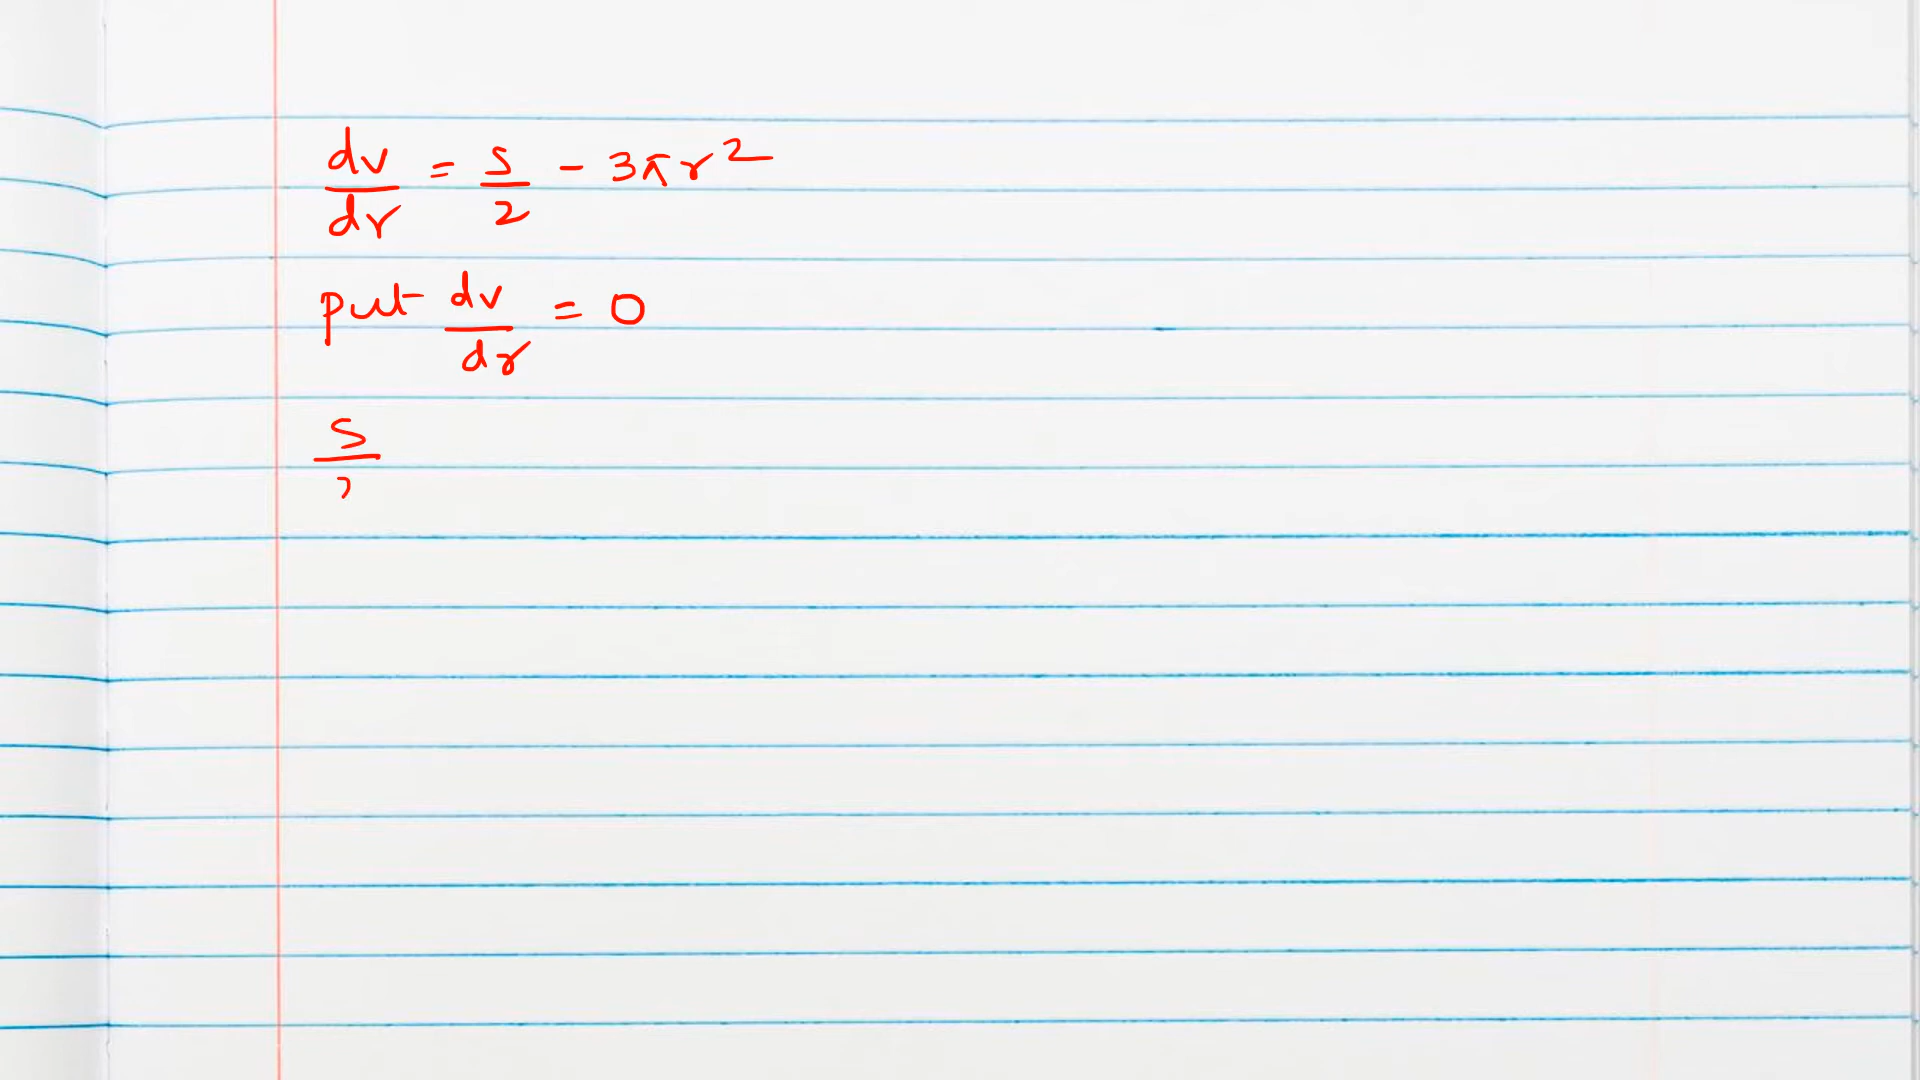 dv/dr = S/2 - 3πr²
put dv/dr = 0
S/